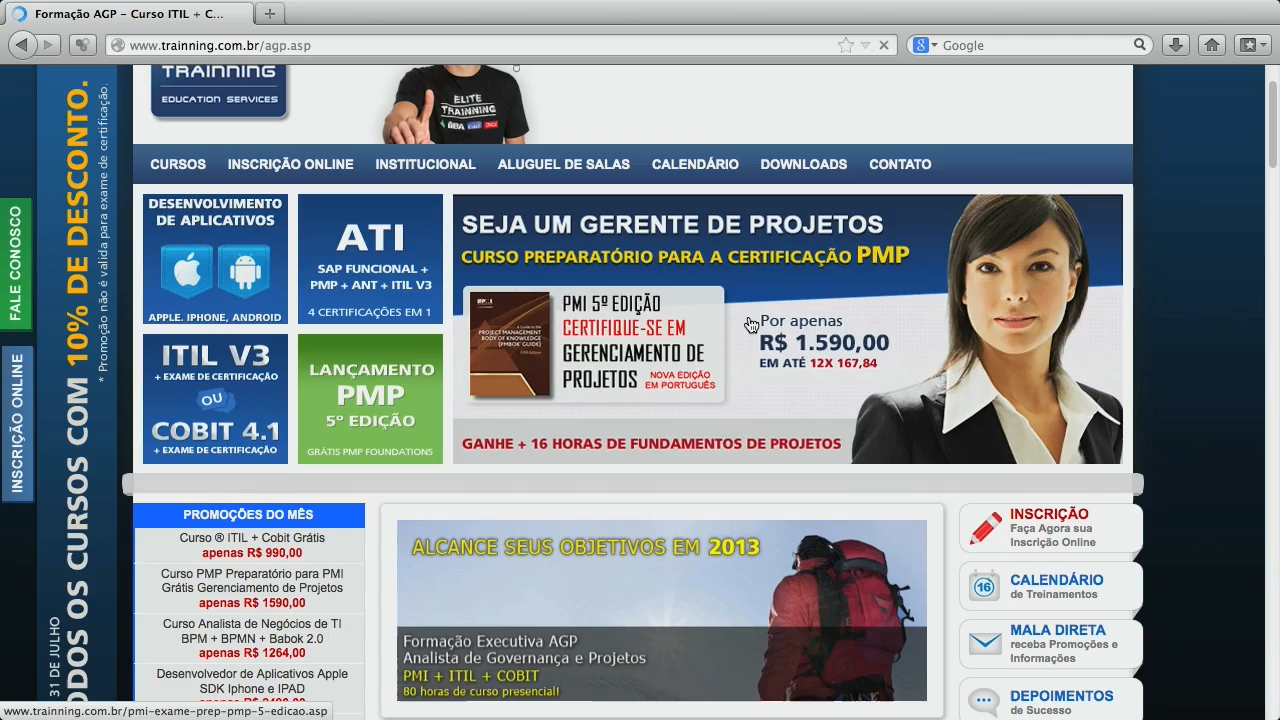 Formação AGP – Curso ITIL + C...
www.trainning.com.br/agp.asp
Google
TRAINNING
EDUCATION SERVICES
ELITE
TRAINNING
CURSOS
INSCRIÇÃO ONLINE
INSTITUCIONAL
ALUGUEL DE SALAS
CALENDÁRIO
DOWNLOADS
CONTATO
FALE CONOSCO
INSCRIÇÃO ONLINE
ODOS OS CURSOS COM 10% DE DESCONTO.
* Promoção não é valida para exame de certificação.
31 DE JULHO
DESENVOLVIMENTO
DE APLICATIVOS
APPLE, IPHONE, ANDROID
ATI
SAP FUNCIONAL +
PMP + ANT + ITIL V3
4 CERTIFICAÇÕES EM 1
ITIL V3
+ EXAME DE CERTIFICAÇÃO
OU
COBIT 4.1
+ EXAME DE CERTIFICAÇÃO
LANÇAMENTO
PMP
5º EDIÇÃO
GRÁTIS PMP FOUNDATIONS
SEJA UM GERENTE DE PROJETOS
CURSO PREPARATÓRIO PARA A CERTIFICAÇÃO PMP
PMI 5º EDIÇÃO
CERTIFIQUE-SE EM
GERENCIAMENTO DE
PROJETOS
NOVA EDIÇÃO
EM PORTUGUÊS
Por apenas
R$ 1.590,00
EM ATÉ 12X 167,84
GANHE + 16 HORAS DE FUNDAMENTOS DE PROJETOS
PROMOÇÕES DO MÊS
Curso ® ITIL + Cobit Grátis
apenas R$ 990,00
Curso PMP Preparatório para PMI
Grátis Gerenciamento de Projetos
apenas R$ 1590,00
Curso Analista de Negócios de TI
BPM + BPMN + Babok 2.0
apenas R$ 1264,00
Desenvolvedor de Aplicativos Apple
SDK Iphone e IPAD
ALCANCE SEUS OBJETIVOS EM 2013
Formação Executiva AGP
Analista de Governança e Projetos
PMI + ITIL + COBIT
80 horas de curso presencial!
INSCRIÇÃO
Faça Agora sua
Inscrição Online
16
CALENDÁRIO
de Treinamentos
MALA DIRETA
receba Promoções e
Informações
DEPOIMENTOS
de Sucesso
www.trainning.com.br/pmi-exame-prep-pmp-5-edicao.asp